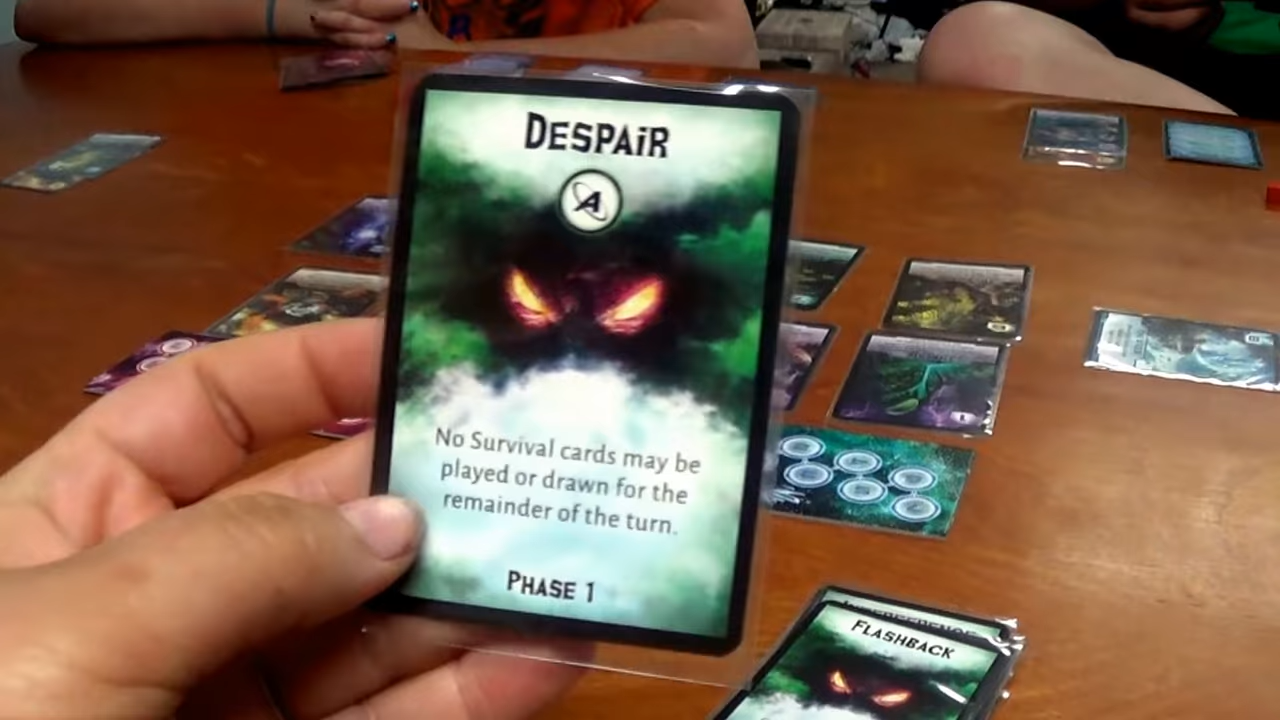 DESPAiR
A
No Survival cards may be
played or drawn for the
remainder of the turn.
PHASE 1
FLASHBACK